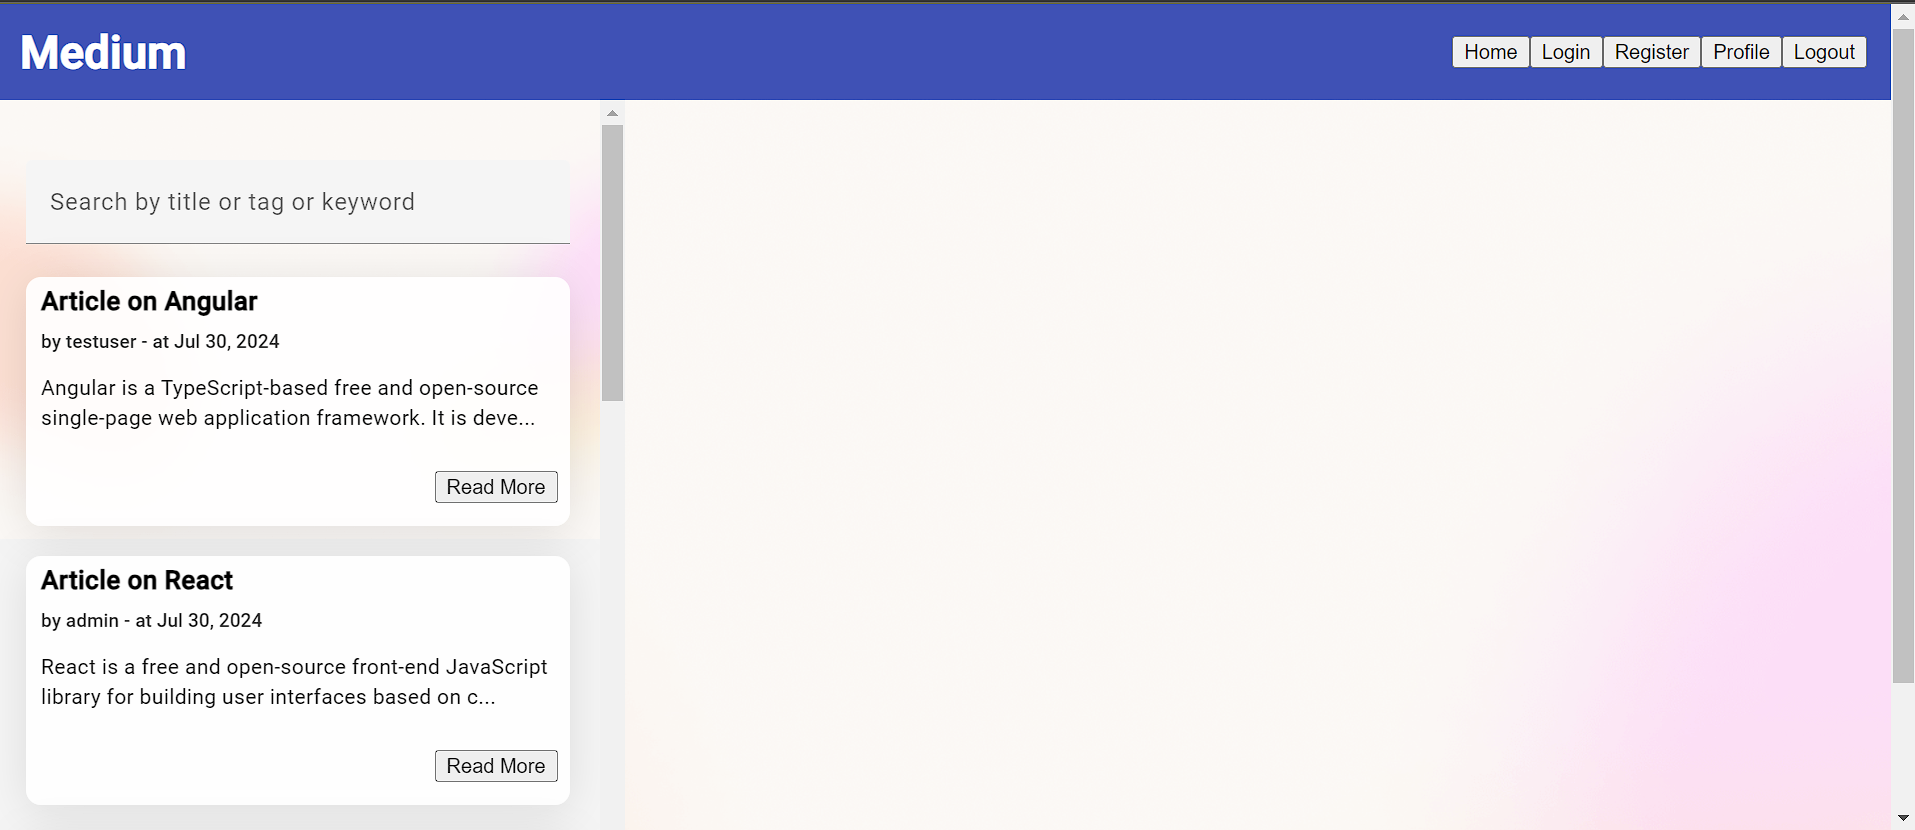 Medium
Home Login Register Profile Logout
Search by title or tag or keyword
Article on Angular
by testuser - at Jul 30, 2024
Angular is a TypeScript-based free and open-source
single-page web application framework. It is deve...
Read More
Article on React
by admin - at Jul 30, 2024
React is a free and open-source front-end JavaScript
library for building user interfaces based on c...
Read More